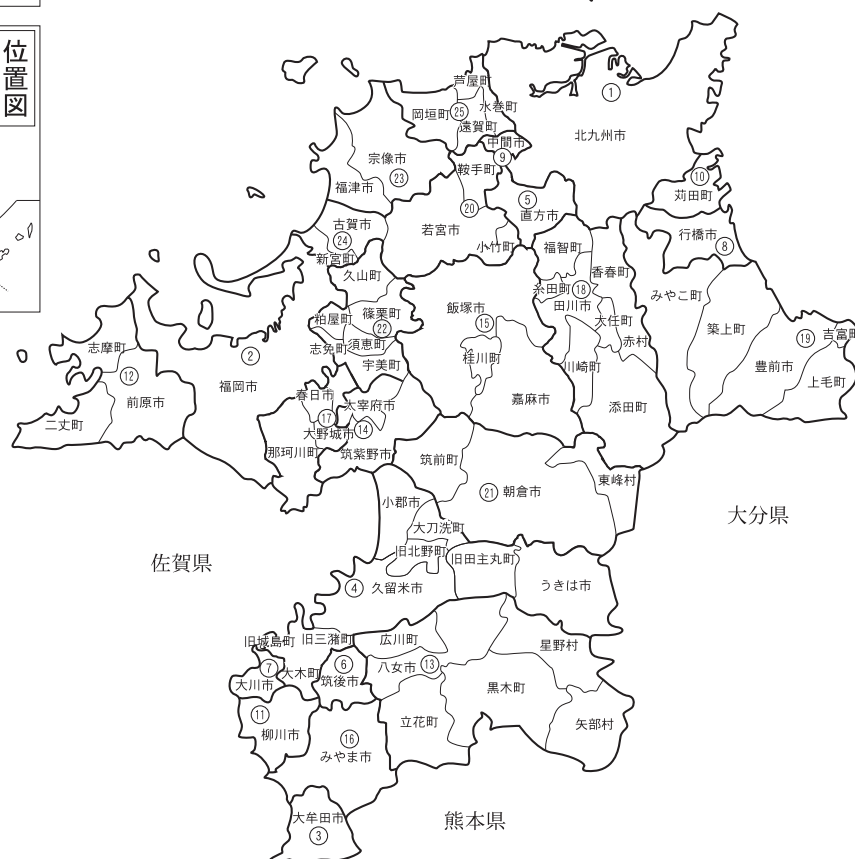 位置図
芦屋町
①
岡垣町
㉕
水巻町
遠賀町
北九州市
中間市
⑨
宗像市
㉓
鞍手町
福津市
⑩
苅田町
⑤
直方市
⑳
古賀市
㉔
若宮市
小竹町
福智町
行橋市
⑧
新宮町
久山町
香春町
糸田町
⑱
田川市
みやこ町
粕屋町
篠栗町
㉒
飯塚市
⑮
大任町
築上町
赤村
⑲
吉富町
志免町
須恵町
志摩町
②
福岡市
宇美町
桂川町
川崎町
豊前市
上毛町
⑫
前原市
春日市
太宰府市
嘉麻市
添田町
二丈町
⑰
大野城市
⑭
那珂川町
筑紫野市
筑前町
東峰村
㉑
朝倉市
小郡市
大刀洗町
大分県
佐賀県
旧北野町
旧田主丸町
④
久留米市
うきは市
旧城島町
旧三潴町
広川町
星野村
⑦
大川市
大木町
⑥
筑後市
八女市
⑬
黒木町
⑪
柳川市
立花町
矢部村
⑯
みやま市
大牟田市
③
熊本県